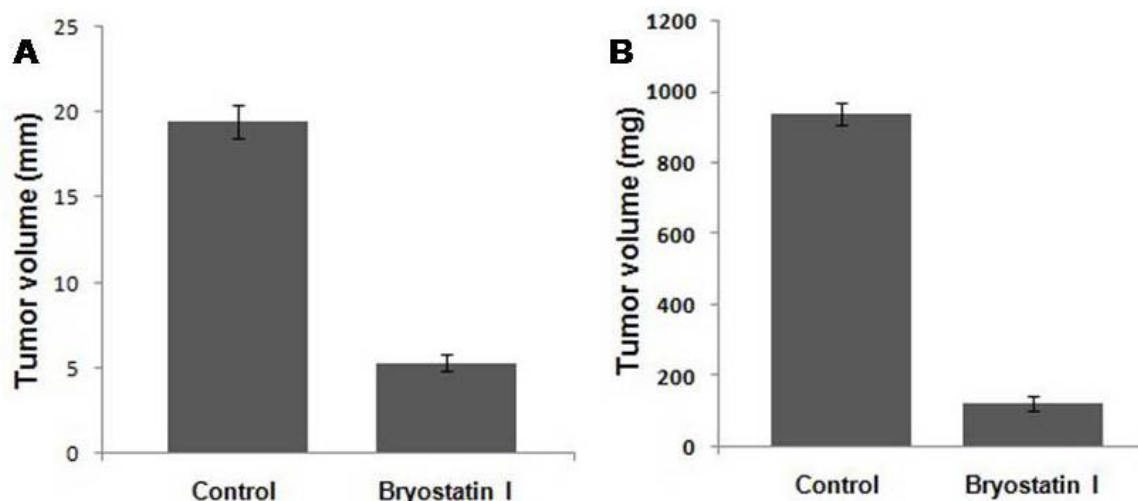 A
Tumor volume (mm)
25
20
15
10
5
0
Control Bryostatin I
B
Tumor volume (mg)
1200
1000
800
600
400
200
0
Control Bryostatin I